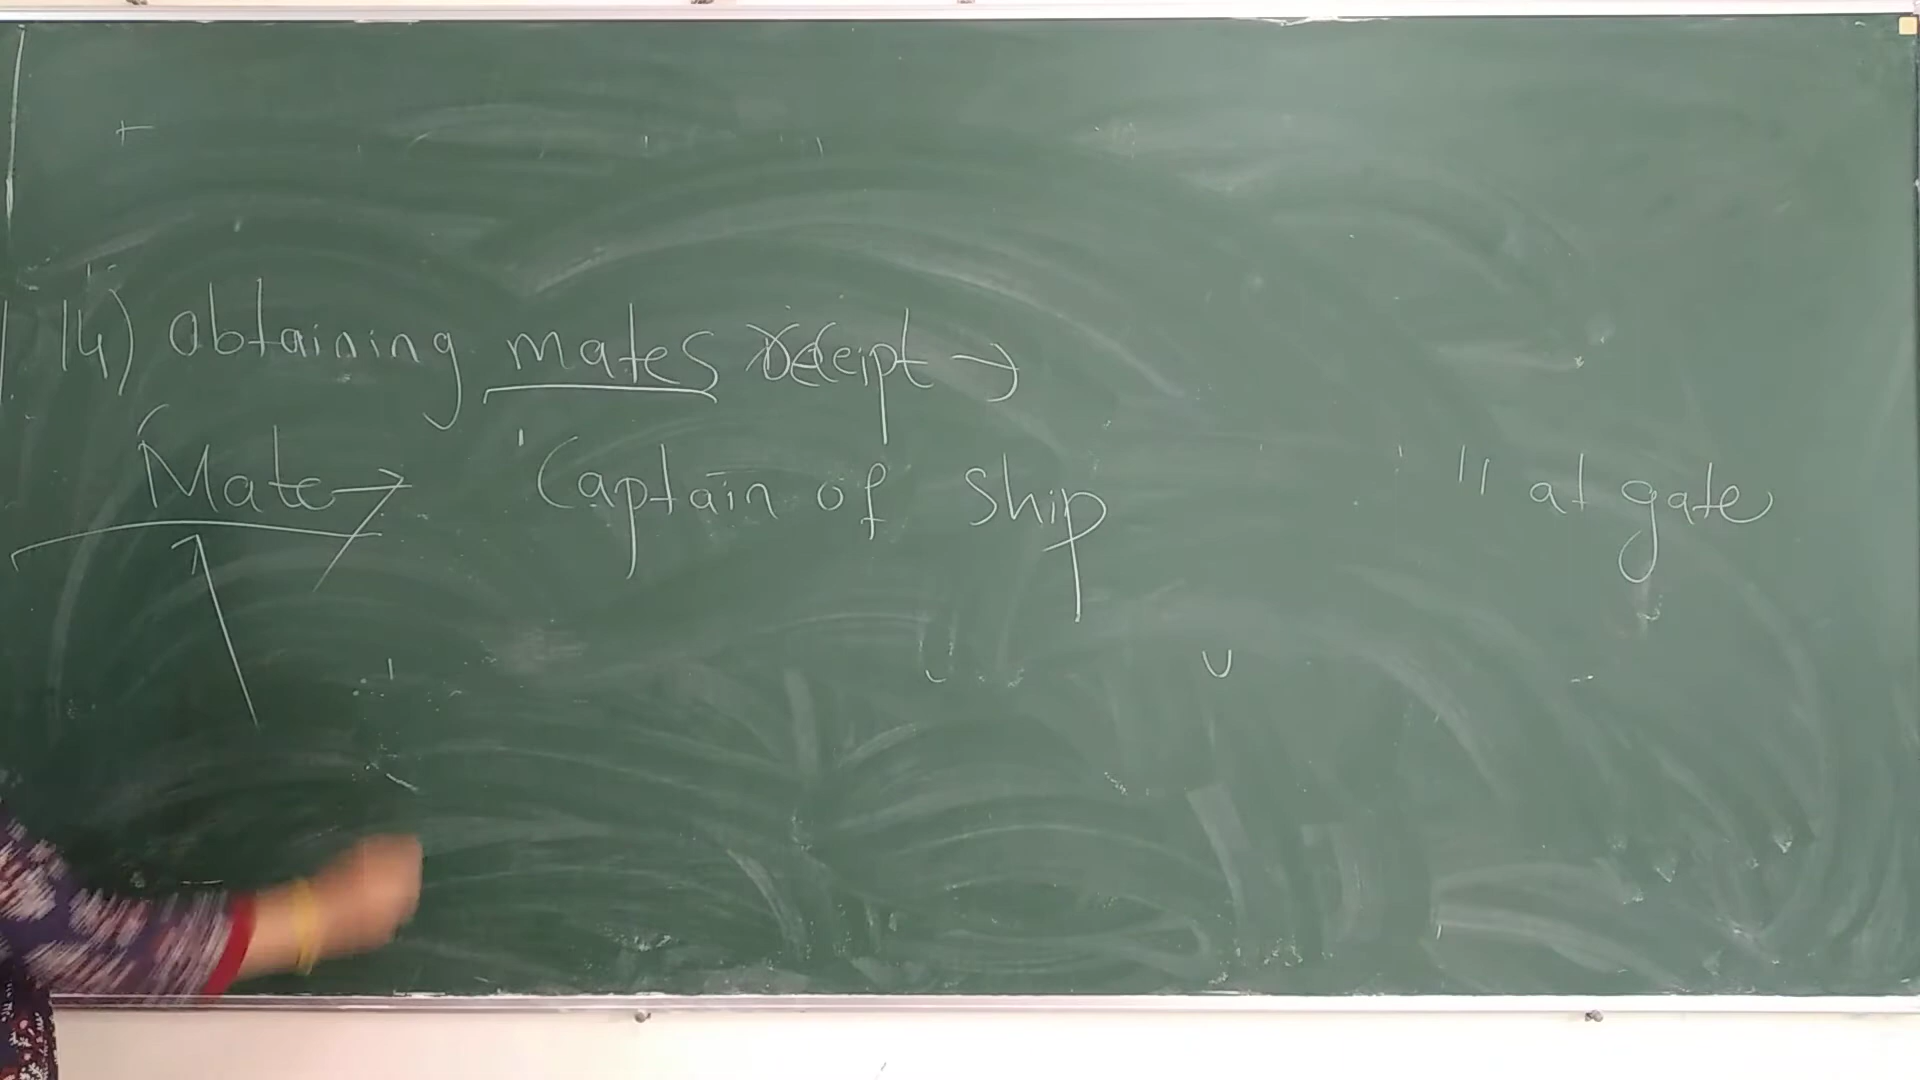 14) obtaining mates receipt →
Mate → Captain of ship " at gate